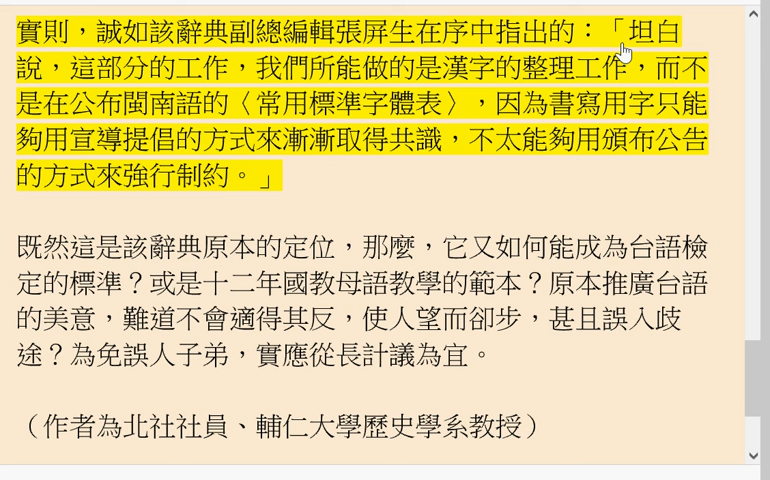 實則，誠如該辭典副總編輯張屏生在序中指出的：「坦白
說，這部分的工作，我們所能做的是漢字的整理工作，而不
是在公布閩南語的〈常用標準字體表〉，因為書寫用字只能
夠用宣導提倡的方式來漸漸取得共識，不太能夠用頒布公告
的方式來強行制約。」
既然這是該辭典原本的定位，那麼，它又如何能成為台語檢
定的標準？或是十二年國教母語教學的範本？原本推廣台語
的美意，難道不會適得其反，使人望而卻步，甚且誤入歧
途？為免誤人子弟，實應從長計議為宜。
（作者為北社社員、輔仁大學歷史學系教授）